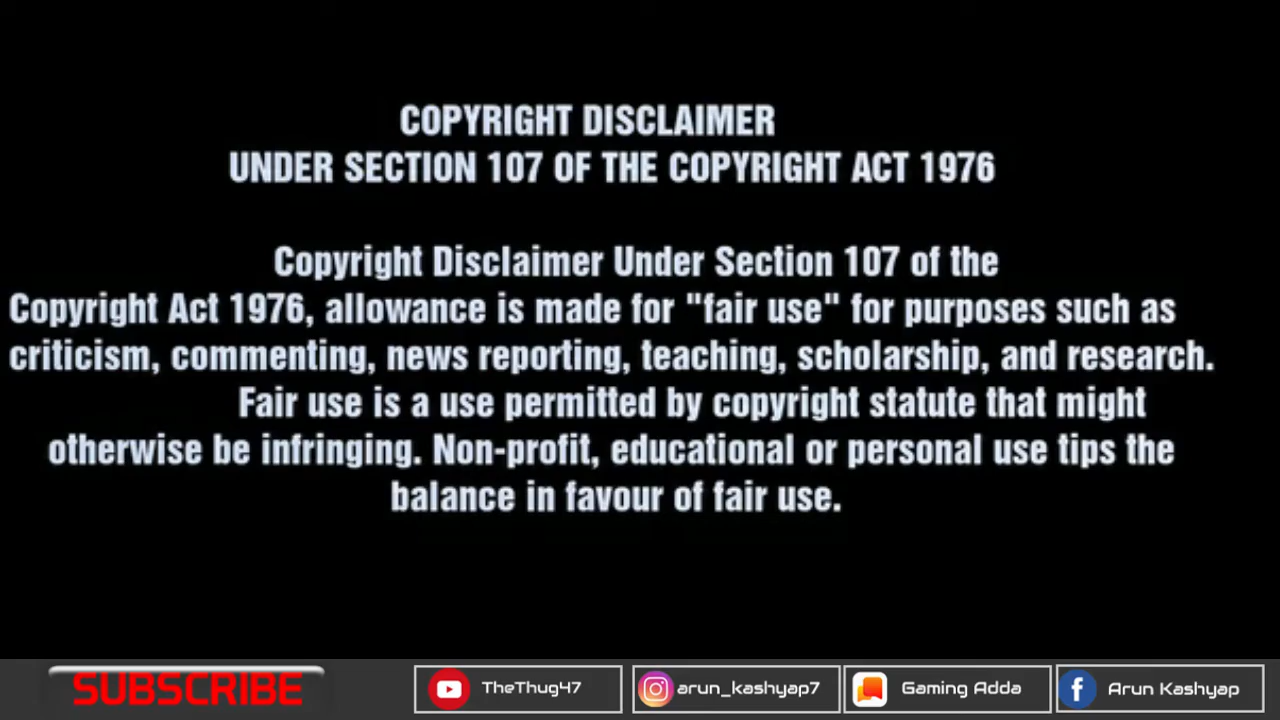 COPYRIGHT DISCLAIMER
UNDER SECTION 107 OF THE COPYRIGHT ACT 1976
Copyright Disclaimer Under Section 107 of the
Copyright Act 1976, allowance is made for "fair use" for purposes such as
criticism, commenting, news reporting, teaching, scholarship, and research.
Fair use is a use permitted by copyright statute that might
otherwise be infringing. Non-profit, educational or personal use tips the
balance in favour of fair use.
SUBSCRIBE TheThug47 arun_kashyap7 Gaming Adda Arun Kashyap